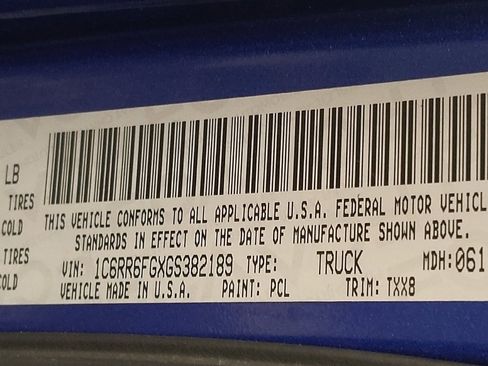 LB
TIRES
COLD
TIRES
COLD
THIS VEHICLE CONFORMS TO ALL APPLICABLE U.S.A. FEDERAL MOTOR VEHICL
STANDARDS IN EFFECT ON THE DATE OF MANUFACTURE SHOWN ABOVE.
VIN: 1C6RR6FGXGS382189 TYPE: TRUCK MDH: 061
VEHICLE MADE IN U.S.A. PAINT: PCL TRIM: TXX8